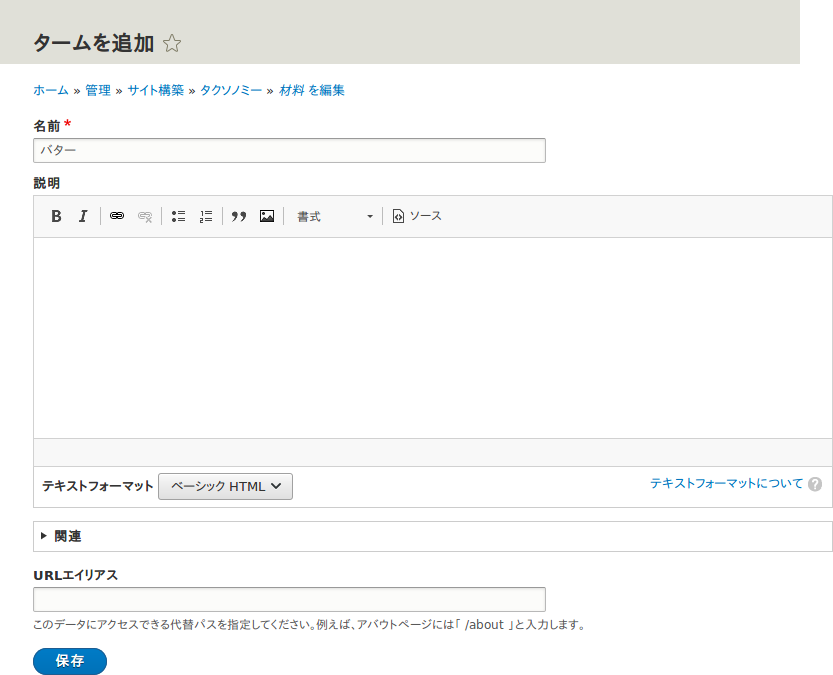 タームを追加
ホーム » 管理 » サイト構築 » タクソノミー » 材料 を編集
名前 *
バター
説明
B I 書式 ソース
テキストフォーマット ベーシック HTML テキストフォーマットについて ?
関連
URLエイリアス
このデータにアクセスできる代替パスを指定してください。例えば、アバウトページには「 /about 」と入力します。
保存